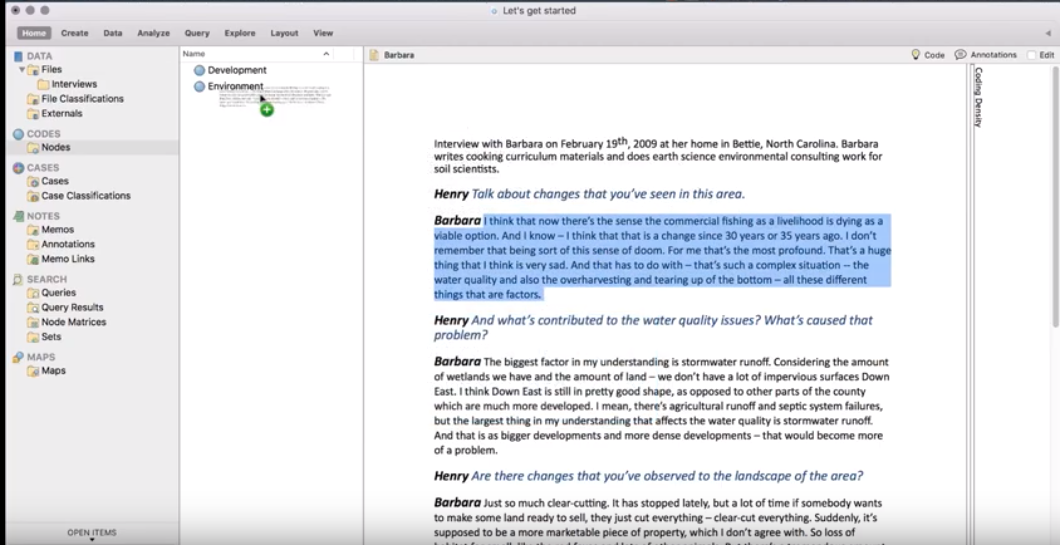 Let's get started
Home Create Data Analyze Query Explore Layout View
DATA
Files
Interviews
File Classifications
Externals
CODES
Nodes
CASES
Cases
Case Classifications
NOTES
Memos
Annotations
Memo Links
SEARCH
Queries
Query Results
Node Matrices
Sets
MAPS
Maps
OPEN ITEMS
Name
Development
Environment
Barbara
Code Annotations Edit
Coding Density
Interview with Barbara on February 19th, 2009 at her home in Bettie, North Carolina. Barbara
writes cooking curriculum materials and does earth science environmental consulting work for
soil scientists.
Henry Talk about changes that you've seen in this area.
Barbara I think that now there's the sense the commercial fishing as a livelihood is dying as a
viable option. And I know – I think that that is a change since 30 years or 35 years ago. I don't
remember that being sort of this sense of doom. For me that's the most profound. That's a huge
thing that I think is very sad. And that has to do with – that's such a complex situation – the
water quality and also the overharvesting and tearing up of the bottom – all these different
things that are factors.
Henry And what's contributed to the water quality issues? What's caused that
problem?
Barbara The biggest factor in my understanding is stormwater runoff. Considering the amount
of wetlands we have and the amount of land – we don't have a lot of impervious surfaces Down
East. I think Down East is still in pretty good shape, as opposed to other parts of the county
which are much more developed. I mean, there's agricultural runoff and septic system failures,
but the largest thing in my understanding that affects the water quality is stormwater runoff.
And that is as bigger developments and more dense developments – that would become more
of a problem.
Henry Are there changes that you've observed to the landscape of the area?
Barbara Just so much clear-cutting. It has stopped lately, but a lot of time if somebody wants
to make some land ready to sell, they just cut everything – clear-cut everything. Suddenly, it's
supposed to be a more marketable piece of property, which I don't agree with. So loss of